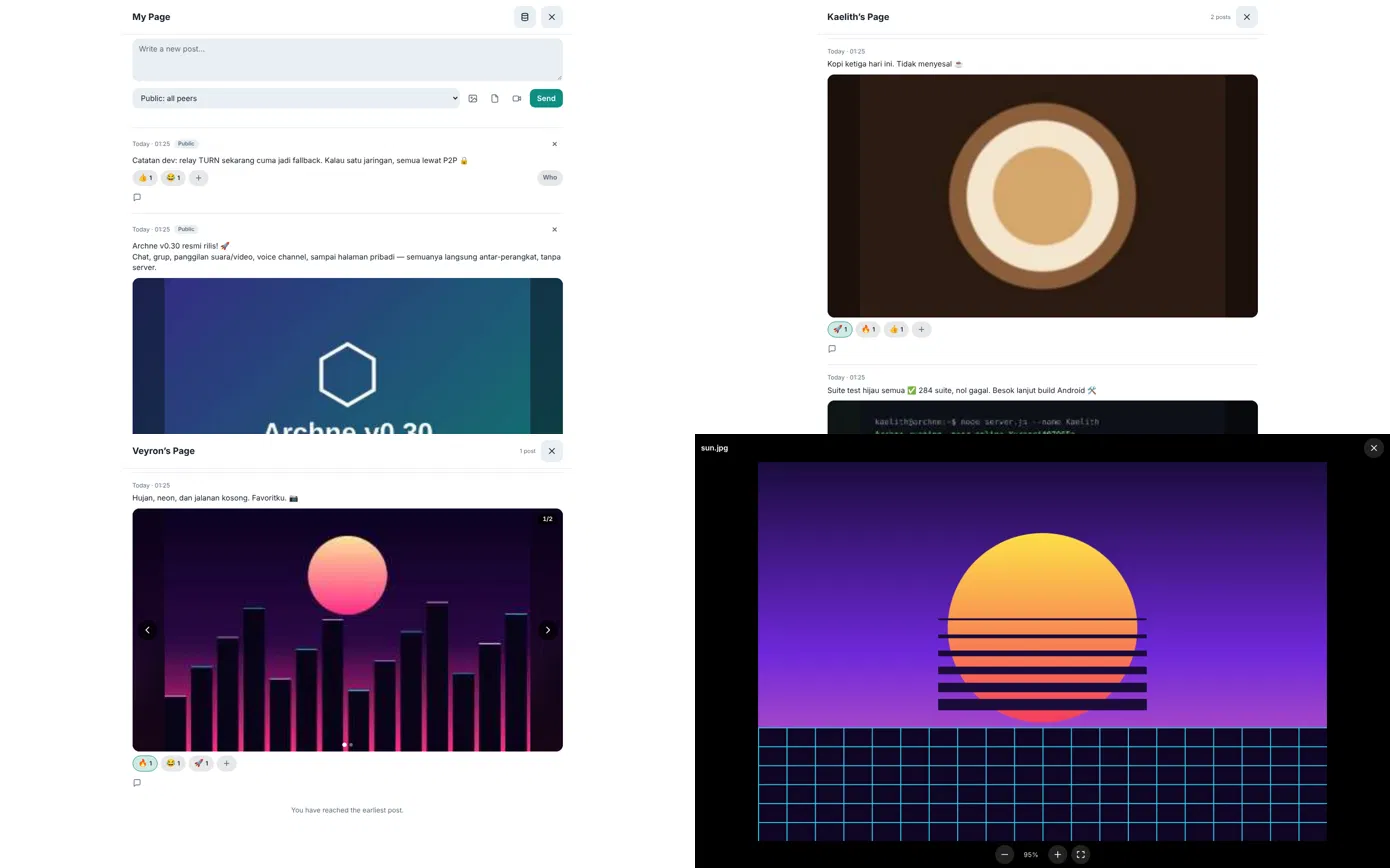 My Page
Write a new post...
Public: all peers
Send
Today · 01:25 Public
Catatan dev: relay TURN sekarang cuma jadi fallback. Kalau satu jaringan, semua lewat P2P 🔒
👍 1 😂 1 +
Who
Today · 01:25 Public
Archne v0.30 resmi rilis! 🚀
Chat, grup, panggilan suara/video, voice channel, sampai halaman pribadi — semuanya langsung antar-perangkat, tanpa
server.
Archne v0.30
Kaelith's Page
2 posts
Today · 01:25
Kopi ketiga hari ini. Tidak menyesal ☕
🚀 1 🔥 1 👍 1 +
Today · 01:25
Suite test hijau semua ✅ 284 suite, nol gagal. Besok lanjut build Android 🛠️
kaelith@archne:~$ node server.js --name Kaelith
Veyron's Page
1 post
Today · 01:25
Hujan, neon, dan jalanan kosong. Favoritku. 📷
1/2
🔥 1 😂 1 🚀 1 +
You have reached the earliest post.
sun.jpg
95%